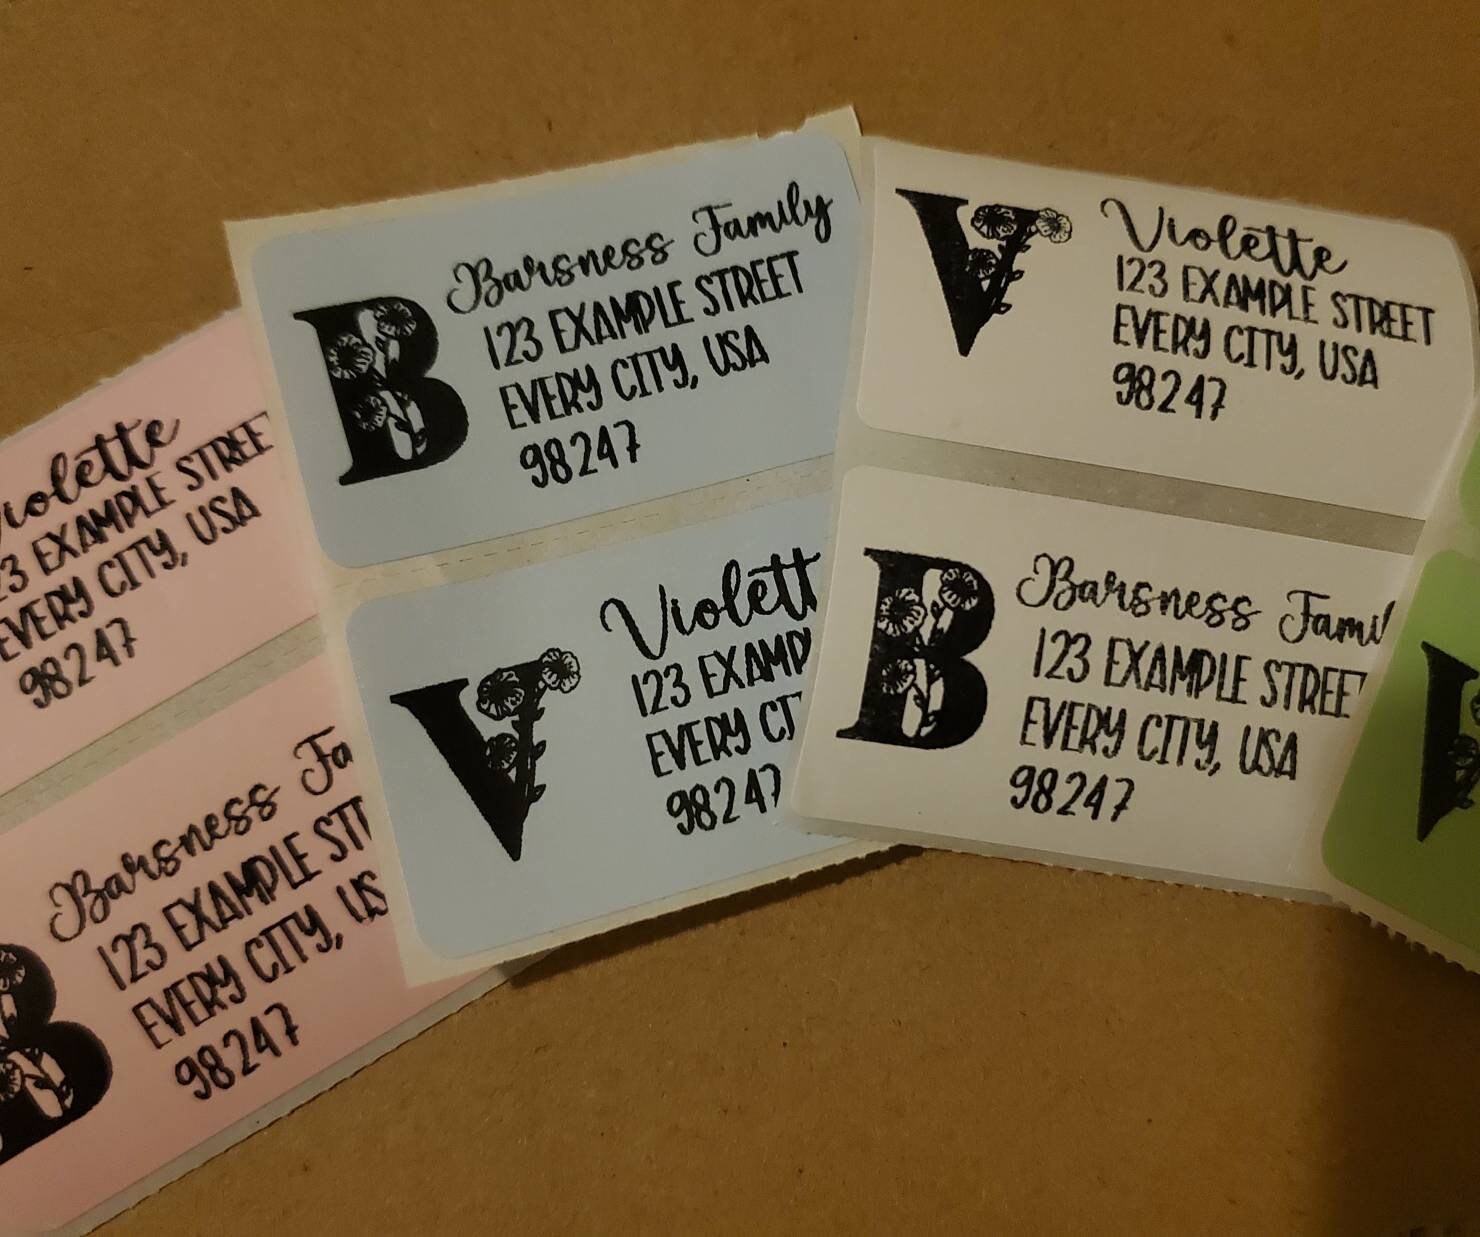 Violette
123 EXAMPLE STREE
EVERY CITY, USA
98247
B
Barsness Fa
123 EXAMPLE ST
EVERY CITY, US
98247
B
Barsness Family
123 EXAMPLE STREET
EVERY CITY, USA
98247
V
Violett
123 EXAMP
EVERY CIT
98247
V
Violette
123 EXAMPLE STREET
EVERY CITY, USA
98247
B
Barsness Famil
123 EXAMPLE STREET
EVERY CITY, USA
98247
V